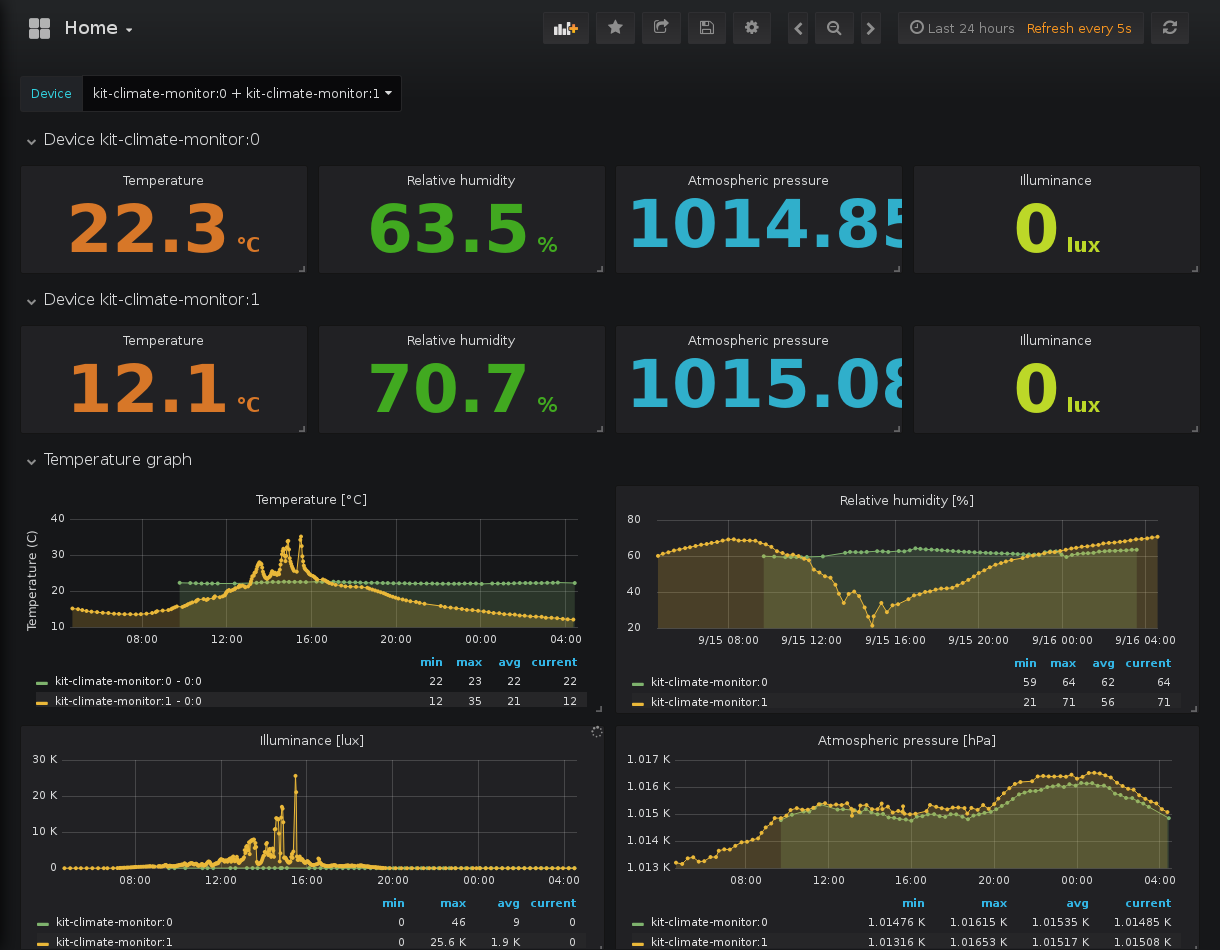 Home
Last 24 hours Refresh every 5s
Device kit-climate-monitor:0 + kit-climate-monitor:1
Device kit-climate-monitor:0
Temperature Relative humidity Atmospheric pressure Illuminance
22.3 °C 63.5 % 1014.85 0 lux
Device kit-climate-monitor:1
Temperature Relative humidity Atmospheric pressure Illuminance
12.1 °C 70.7 % 1015.08 0 lux
Temperature graph
Temperature [°C]
Temperature (C)
40
30
20
10
08:00 12:00 16:00 20:00 00:00 04:00
min max avg current
kit-climate-monitor:0 - 0:0 22 23 22 22
kit-climate-monitor:1 - 0:0 12 35 21 12
Relative humidity [%]
80
60
40
20
9/15 08:00 9/15 12:00 9/15 16:00 9/15 20:00 9/16 00:00 9/16 04:00
min max avg current
kit-climate-monitor:0 59 64 62 64
kit-climate-monitor:1 21 71 56 71
Illuminance [lux]
30 K
20 K
10 K
0
08:00 12:00 16:00 20:00 00:00 04:00
min max avg current
kit-climate-monitor:0 0 46 9 0
kit-climate-monitor:1 0 25.6 K 1.9 K 0
Atmospheric pressure [hPa]
1.017 K
1.016 K
1.015 K
1.014 K
1.013 K
08:00 12:00 16:00 20:00 00:00 04:00
min max avg current
kit-climate-monitor:0 1.01476 K 1.01615 K 1.01535 K 1.01485 K
kit-climate-monitor:1 1.01316 K 1.01653 K 1.01517 K 1.01508 K